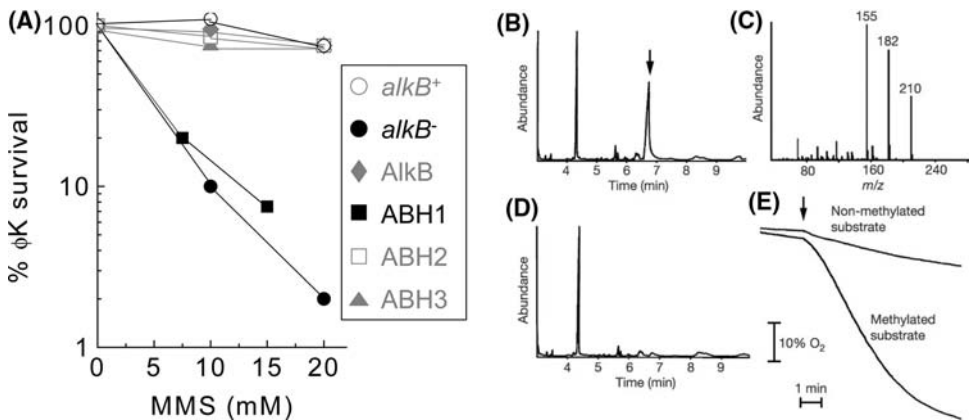 (A)
% ϕK survival
100
10
1
0 5 10 15 20
MMS (mM)
alkB+
alkB-
AlkB
ABH1
ABH2
ABH3
(B)
Abundance
4 5 6 7 8 9
Time (min)
(C)
Abundance
155
182
210
80 160 240
m/z
(D)
Abundance
4 5 6 7 8 9
Time (min)
(E)
Non-methylated
substrate
Methylated
substrate
10% O₂
1 min